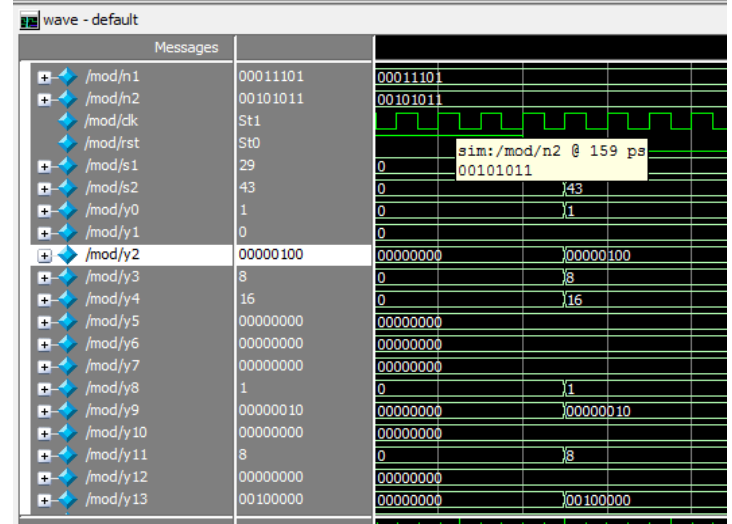 wave - default
Messages
/mod/n1 00011101 00011101
/mod/n2 00101011 00101011
/mod/clk St1
/mod/rst St0
sim:/mod/n2 @ 159 ps
00101011
/mod/s1 29 0
/mod/s2 43 0 43
/mod/y0 1 0 1
/mod/y1 0 0
/mod/y2 00000100 00000000 00000100
/mod/y3 8 0 8
/mod/y4 16 0 16
/mod/y5 00000000 00000000
/mod/y6 00000000 00000000
/mod/y7 00000000 00000000
/mod/y8 1 0 1
/mod/y9 00000010 00000000 00000010
/mod/y10 00000000 00000000
/mod/y11 8 0 8
/mod/y12 00000000 00000000
/mod/y13 00100000 00000000 00100000